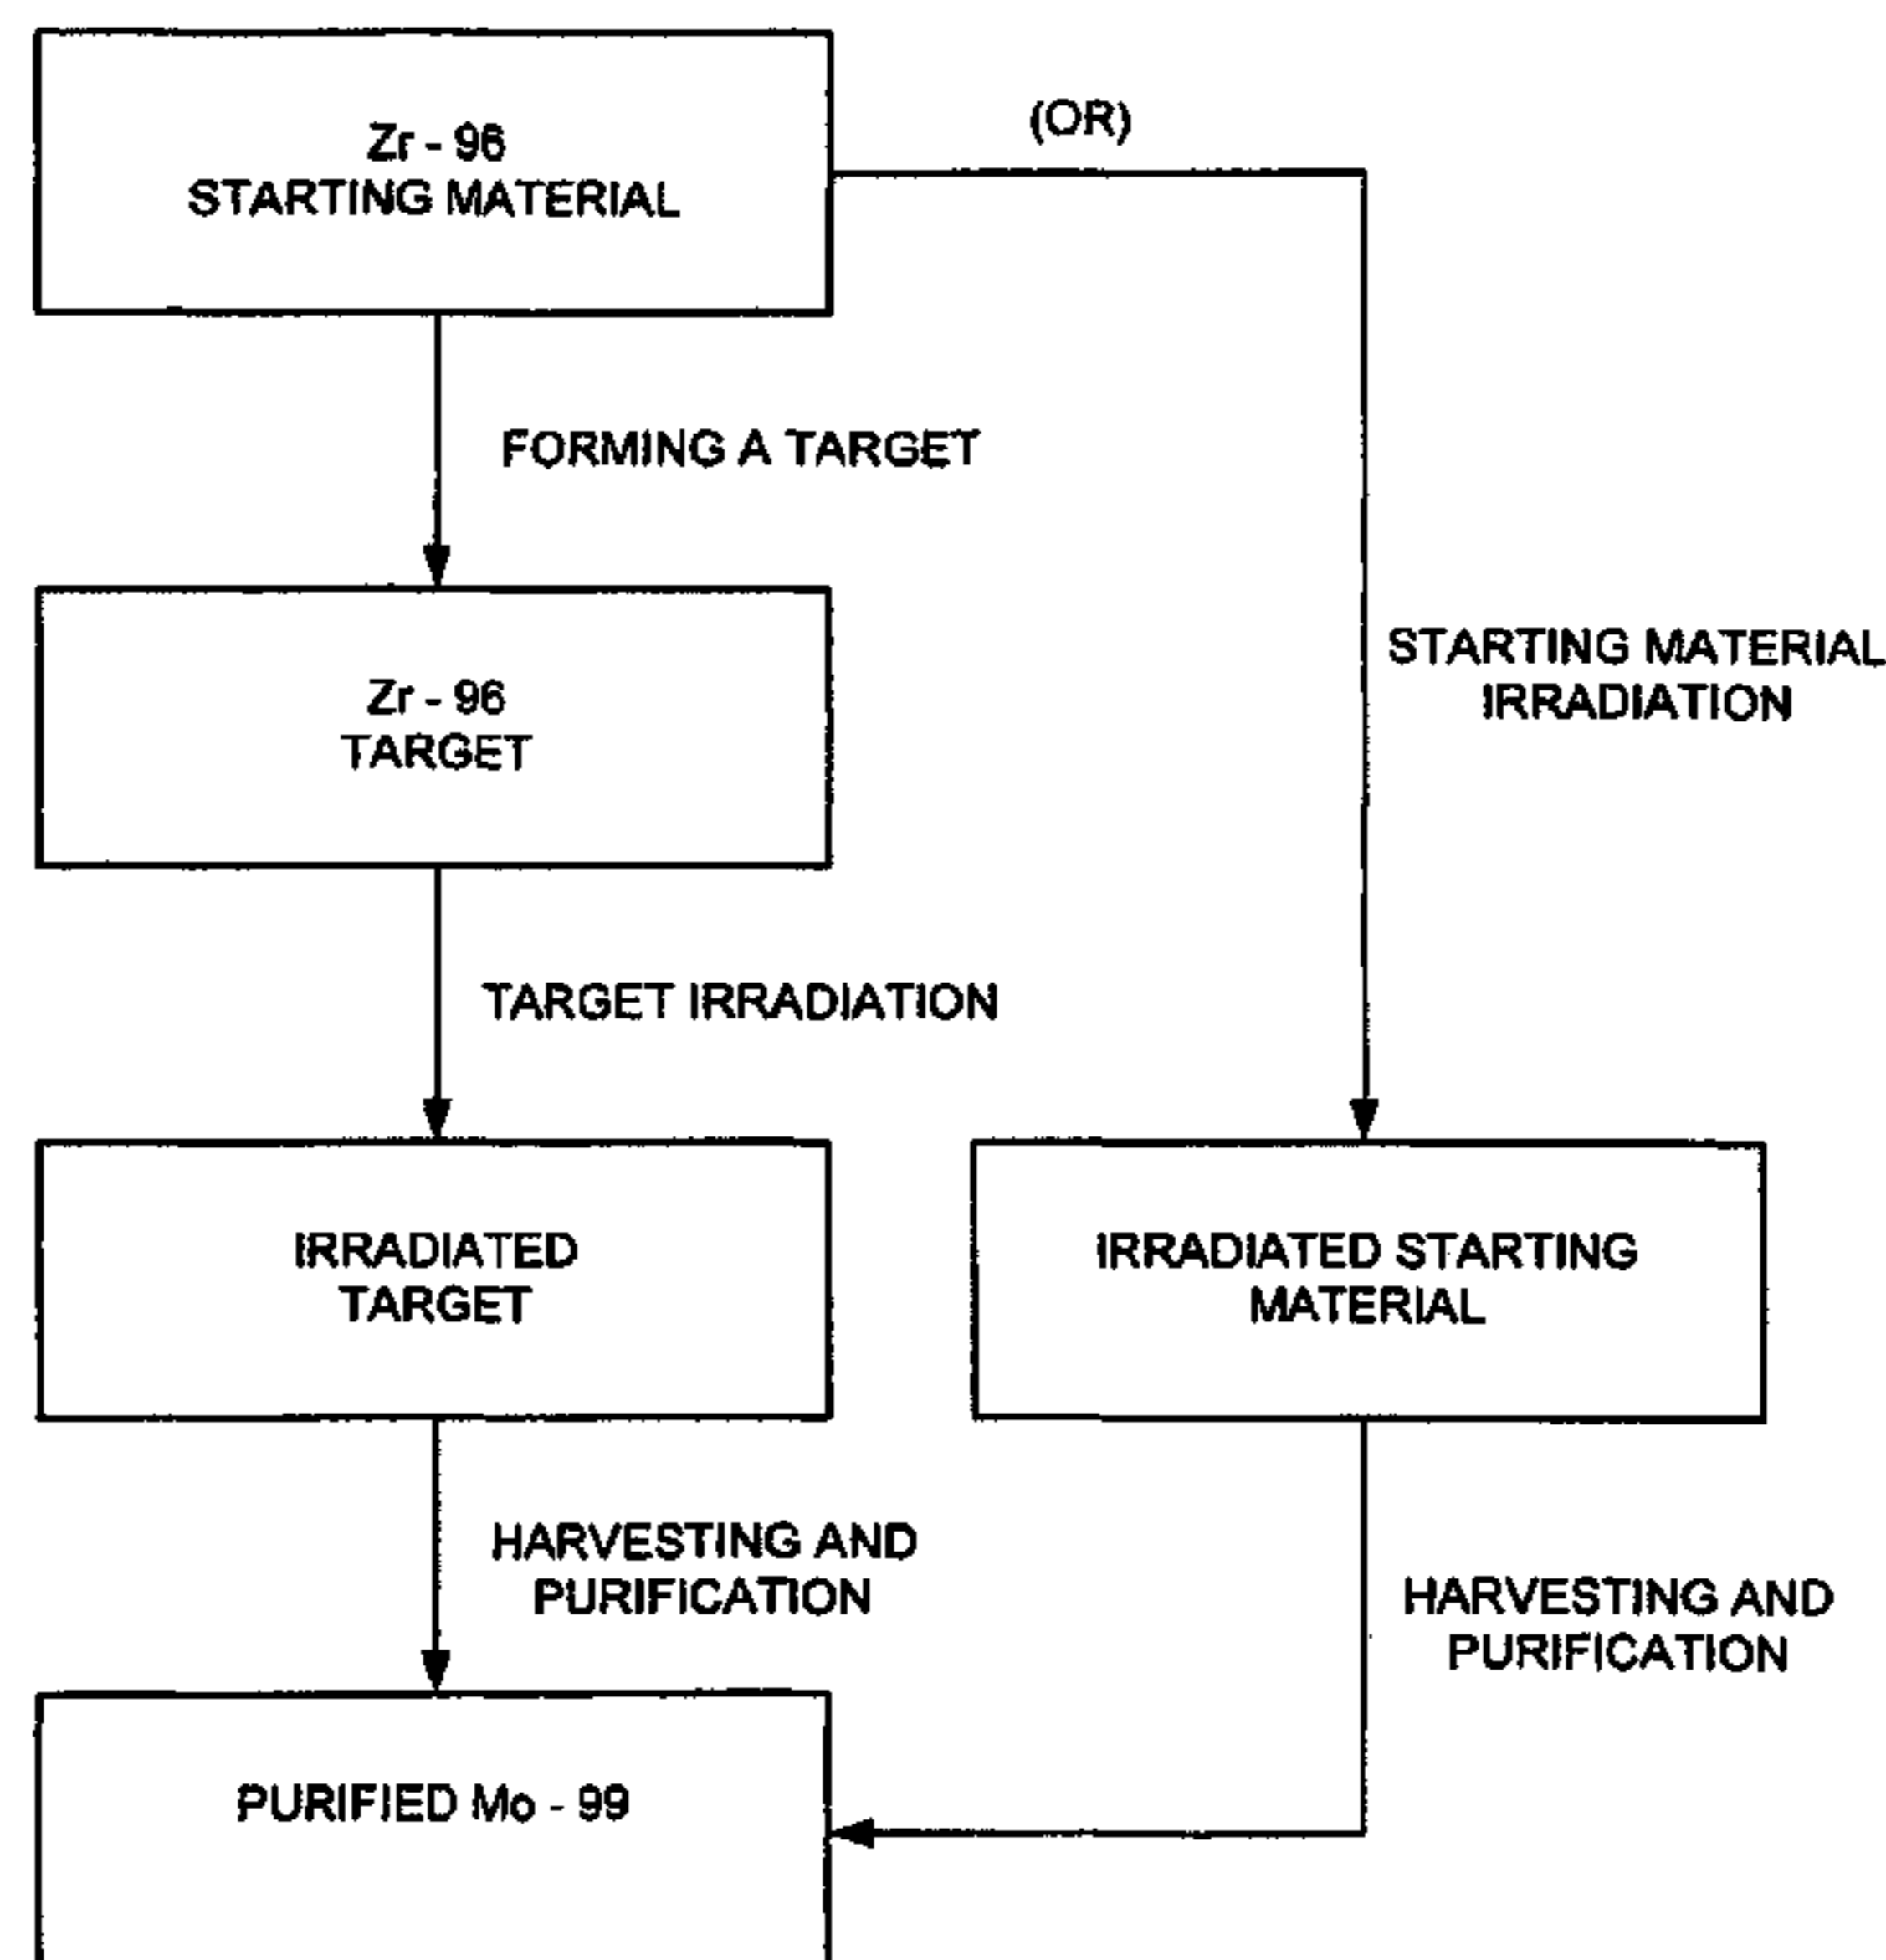 Zr - 96
STARTING MATERIAL
(OR)
FORMING A TARGET
STARTING MATERIAL
IRRADIATION
Zr - 96
TARGET
TARGET IRRADIATION
IRRADIATED
TARGET
IRRADIATED STARTING
MATERIAL
HARVESTING AND
PURIFICATION
HARVESTING AND
PURIFICATION
PURIFIED Mo - 99